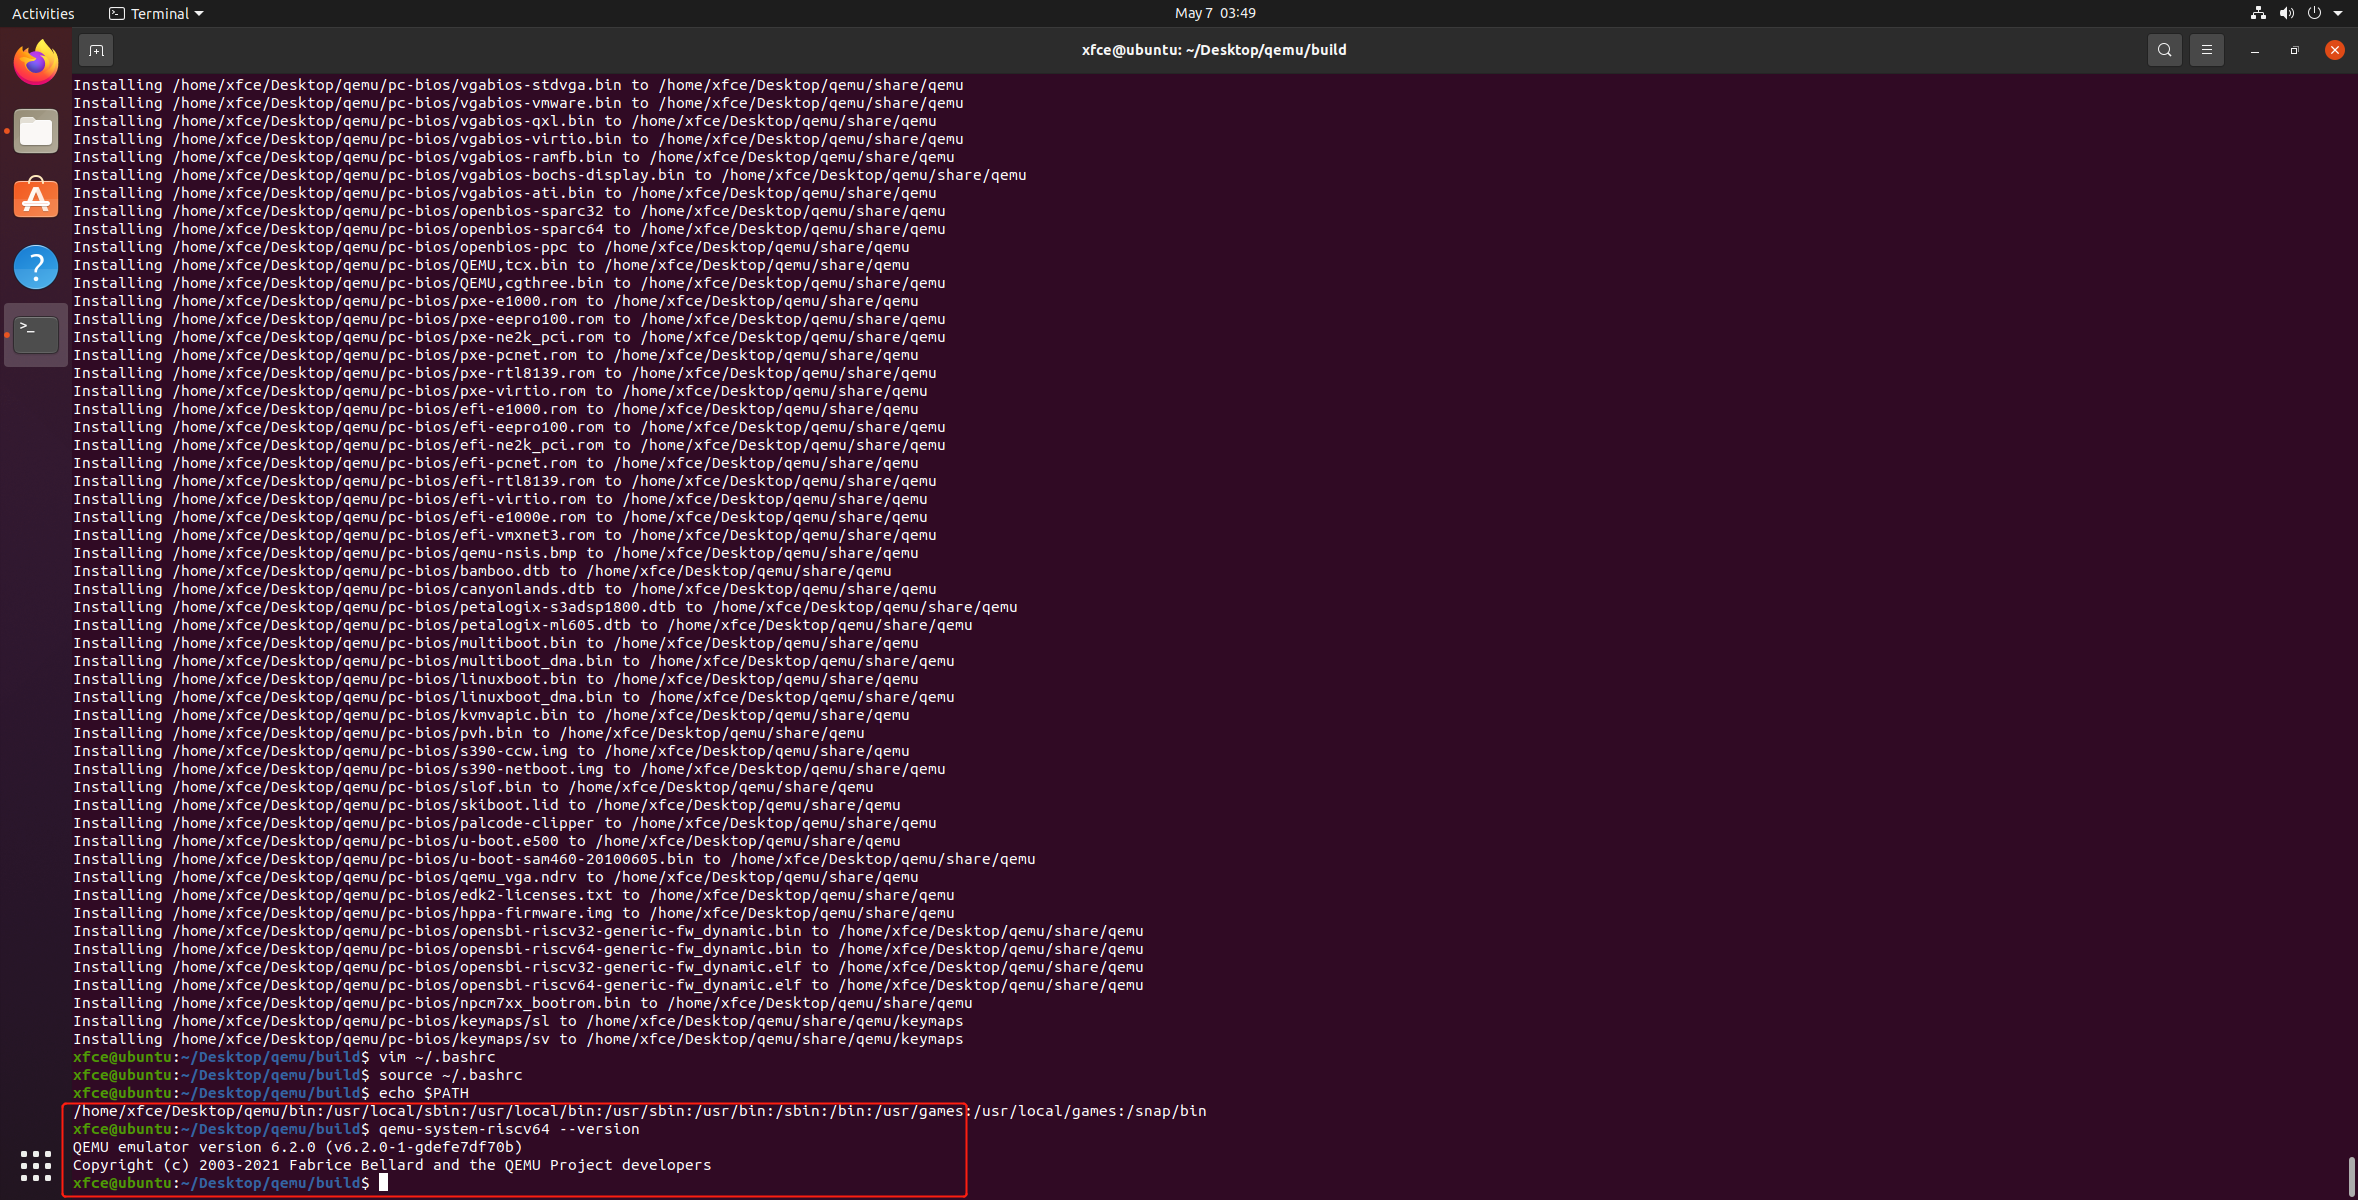 Activities
Terminal
May 7 03:49
xfce@ubuntu: ~/Desktop/qemu/build
Installing /home/xfce/Desktop/qemu/pc-bios/vgabios-stdvga.bin to /home/xfce/Desktop/qemu/share/qemu
Installing /home/xfce/Desktop/qemu/pc-bios/vgabios-vmware.bin to /home/xfce/Desktop/qemu/share/qemu
Installing /home/xfce/Desktop/qemu/pc-bios/vgabios-qxl.bin to /home/xfce/Desktop/qemu/share/qemu
Installing /home/xfce/Desktop/qemu/pc-bios/vgabios-virtio.bin to /home/xfce/Desktop/qemu/share/qemu
Installing /home/xfce/Desktop/qemu/pc-bios/vgabios-ramfb.bin to /home/xfce/Desktop/qemu/share/qemu
Installing /home/xfce/Desktop/qemu/pc-bios/vgabios-bochs-display.bin to /home/xfce/Desktop/qemu/share/qemu
Installing /home/xfce/Desktop/qemu/pc-bios/vgabios-ati.bin to /home/xfce/Desktop/qemu/share/qemu
Installing /home/xfce/Desktop/qemu/pc-bios/openbios-sparc32 to /home/xfce/Desktop/qemu/share/qemu
Installing /home/xfce/Desktop/qemu/pc-bios/openbios-sparc64 to /home/xfce/Desktop/qemu/share/qemu
Installing /home/xfce/Desktop/qemu/pc-bios/openbios-ppc to /home/xfce/Desktop/qemu/share/qemu
Installing /home/xfce/Desktop/qemu/pc-bios/QEMU,tcx.bin to /home/xfce/Desktop/qemu/share/qemu
Installing /home/xfce/Desktop/qemu/pc-bios/QEMU,cgthree.bin to /home/xfce/Desktop/qemu/share/qemu
Installing /home/xfce/Desktop/qemu/pc-bios/pxe-e1000.rom to /home/xfce/Desktop/qemu/share/qemu
Installing /home/xfce/Desktop/qemu/pc-bios/pxe-eepro100.rom to /home/xfce/Desktop/qemu/share/qemu
Installing /home/xfce/Desktop/qemu/pc-bios/pxe-ne2k_pci.rom to /home/xfce/Desktop/qemu/share/qemu
Installing /home/xfce/Desktop/qemu/pc-bios/pxe-pcnet.rom to /home/xfce/Desktop/qemu/share/qemu
Installing /home/xfce/Desktop/qemu/pc-bios/pxe-rtl8139.rom to /home/xfce/Desktop/qemu/share/qemu
Installing /home/xfce/Desktop/qemu/pc-bios/pxe-virtio.rom to /home/xfce/Desktop/qemu/share/qemu
Installing /home/xfce/Desktop/qemu/pc-bios/efi-e1000.rom to /home/xfce/Desktop/qemu/share/qemu
Installing /home/xfce/Desktop/qemu/pc-bios/efi-eepro100.rom to /home/xfce/Desktop/qemu/share/qemu
Installing /home/xfce/Desktop/qemu/pc-bios/efi-ne2k_pci.rom to /home/xfce/Desktop/qemu/share/qemu
Installing /home/xfce/Desktop/qemu/pc-bios/efi-pcnet.rom to /home/xfce/Desktop/qemu/share/qemu
Installing /home/xfce/Desktop/qemu/pc-bios/efi-rtl8139.rom to /home/xfce/Desktop/qemu/share/qemu
Installing /home/xfce/Desktop/qemu/pc-bios/efi-virtio.rom to /home/xfce/Desktop/qemu/share/qemu
Installing /home/xfce/Desktop/qemu/pc-bios/efi-e1000e.rom to /home/xfce/Desktop/qemu/share/qemu
Installing /home/xfce/Desktop/qemu/pc-bios/efi-vmxnet3.rom to /home/xfce/Desktop/qemu/share/qemu
Installing /home/xfce/Desktop/qemu/pc-bios/qemu-nsis.bmp to /home/xfce/Desktop/qemu/share/qemu
Installing /home/xfce/Desktop/qemu/pc-bios/bamboo.dtb to /home/xfce/Desktop/qemu/share/qemu
Installing /home/xfce/Desktop/qemu/pc-bios/canyonlands.dtb to /home/xfce/Desktop/qemu/share/qemu
Installing /home/xfce/Desktop/qemu/pc-bios/petalogix-s3adsp1800.dtb to /home/xfce/Desktop/qemu/share/qemu
Installing /home/xfce/Desktop/qemu/pc-bios/petalogix-ml605.dtb to /home/xfce/Desktop/qemu/share/qemu
Installing /home/xfce/Desktop/qemu/pc-bios/multiboot.bin to /home/xfce/Desktop/qemu/share/qemu
Installing /home/xfce/Desktop/qemu/pc-bios/multiboot_dma.bin to /home/xfce/Desktop/qemu/share/qemu
Installing /home/xfce/Desktop/qemu/pc-bios/linuxboot.bin to /home/xfce/Desktop/qemu/share/qemu
Installing /home/xfce/Desktop/qemu/pc-bios/linuxboot_dma.bin to /home/xfce/Desktop/qemu/share/qemu
Installing /home/xfce/Desktop/qemu/pc-bios/kvmvapic.bin to /home/xfce/Desktop/qemu/share/qemu
Installing /home/xfce/Desktop/qemu/pc-bios/pvh.bin to /home/xfce/Desktop/qemu/share/qemu
Installing /home/xfce/Desktop/qemu/pc-bios/s390-ccw.img to /home/xfce/Desktop/qemu/share/qemu
Installing /home/xfce/Desktop/qemu/pc-bios/s390-netboot.img to /home/xfce/Desktop/qemu/share/qemu
Installing /home/xfce/Desktop/qemu/pc-bios/slof.bin to /home/xfce/Desktop/qemu/share/qemu
Installing /home/xfce/Desktop/qemu/pc-bios/skiboot.lid to /home/xfce/Desktop/qemu/share/qemu
Installing /home/xfce/Desktop/qemu/pc-bios/palcode-clipper to /home/xfce/Desktop/qemu/share/qemu
Installing /home/xfce/Desktop/qemu/pc-bios/u-boot.e500 to /home/xfce/Desktop/qemu/share/qemu
Installing /home/xfce/Desktop/qemu/pc-bios/u-boot-sam460-20100605.bin to /home/xfce/Desktop/qemu/share/qemu
Installing /home/xfce/Desktop/qemu/pc-bios/qemu_vga.ndrv to /home/xfce/Desktop/qemu/share/qemu
Installing /home/xfce/Desktop/qemu/pc-bios/edk2-licenses.txt to /home/xfce/Desktop/qemu/share/qemu
Installing /home/xfce/Desktop/qemu/pc-bios/hppa-firmware.img to /home/xfce/Desktop/qemu/share/qemu
Installing /home/xfce/Desktop/qemu/pc-bios/opensbi-riscv32-generic-fw_dynamic.bin to /home/xfce/Desktop/qemu/share/qemu
Installing /home/xfce/Desktop/qemu/pc-bios/opensbi-riscv64-generic-fw_dynamic.bin to /home/xfce/Desktop/qemu/share/qemu
Installing /home/xfce/Desktop/qemu/pc-bios/opensbi-riscv32-generic-fw_dynamic.elf to /home/xfce/Desktop/qemu/share/qemu
Installing /home/xfce/Desktop/qemu/pc-bios/opensbi-riscv64-generic-fw_dynamic.elf to /home/xfce/Desktop/qemu/share/qemu
Installing /home/xfce/Desktop/qemu/pc-bios/npcm7xx_bootrom.bin to /home/xfce/Desktop/qemu/share/qemu
Installing /home/xfce/Desktop/qemu/pc-bios/keymaps/sl to /home/xfce/Desktop/qemu/share/qemu/keymaps
Installing /home/xfce/Desktop/qemu/pc-bios/keymaps/sv to /home/xfce/Desktop/qemu/share/qemu/keymaps
xfce@ubuntu:~/Desktop/qemu/build$ vim ~/.bashrc
xfce@ubuntu:~/Desktop/qemu/build$ source ~/.bashrc
xfce@ubuntu:~/Desktop/qemu/build$ echo $PATH
/home/xfce/Desktop/qemu/bin:/usr/local/sbin:/usr/local/bin:/usr/sbin:/usr/bin:/sbin:/bin:/usr/games:/usr/local/games:/snap/bin
xfce@ubuntu:~/Desktop/qemu/build$ qemu-system-riscv64 --version
QEMU emulator version 6.2.0 (v6.2.0-1-gdefe7df70b)
Copyright (c) 2003-2021 Fabrice Bellard and the QEMU Project developers
xfce@ubuntu:~/Desktop/qemu/build$